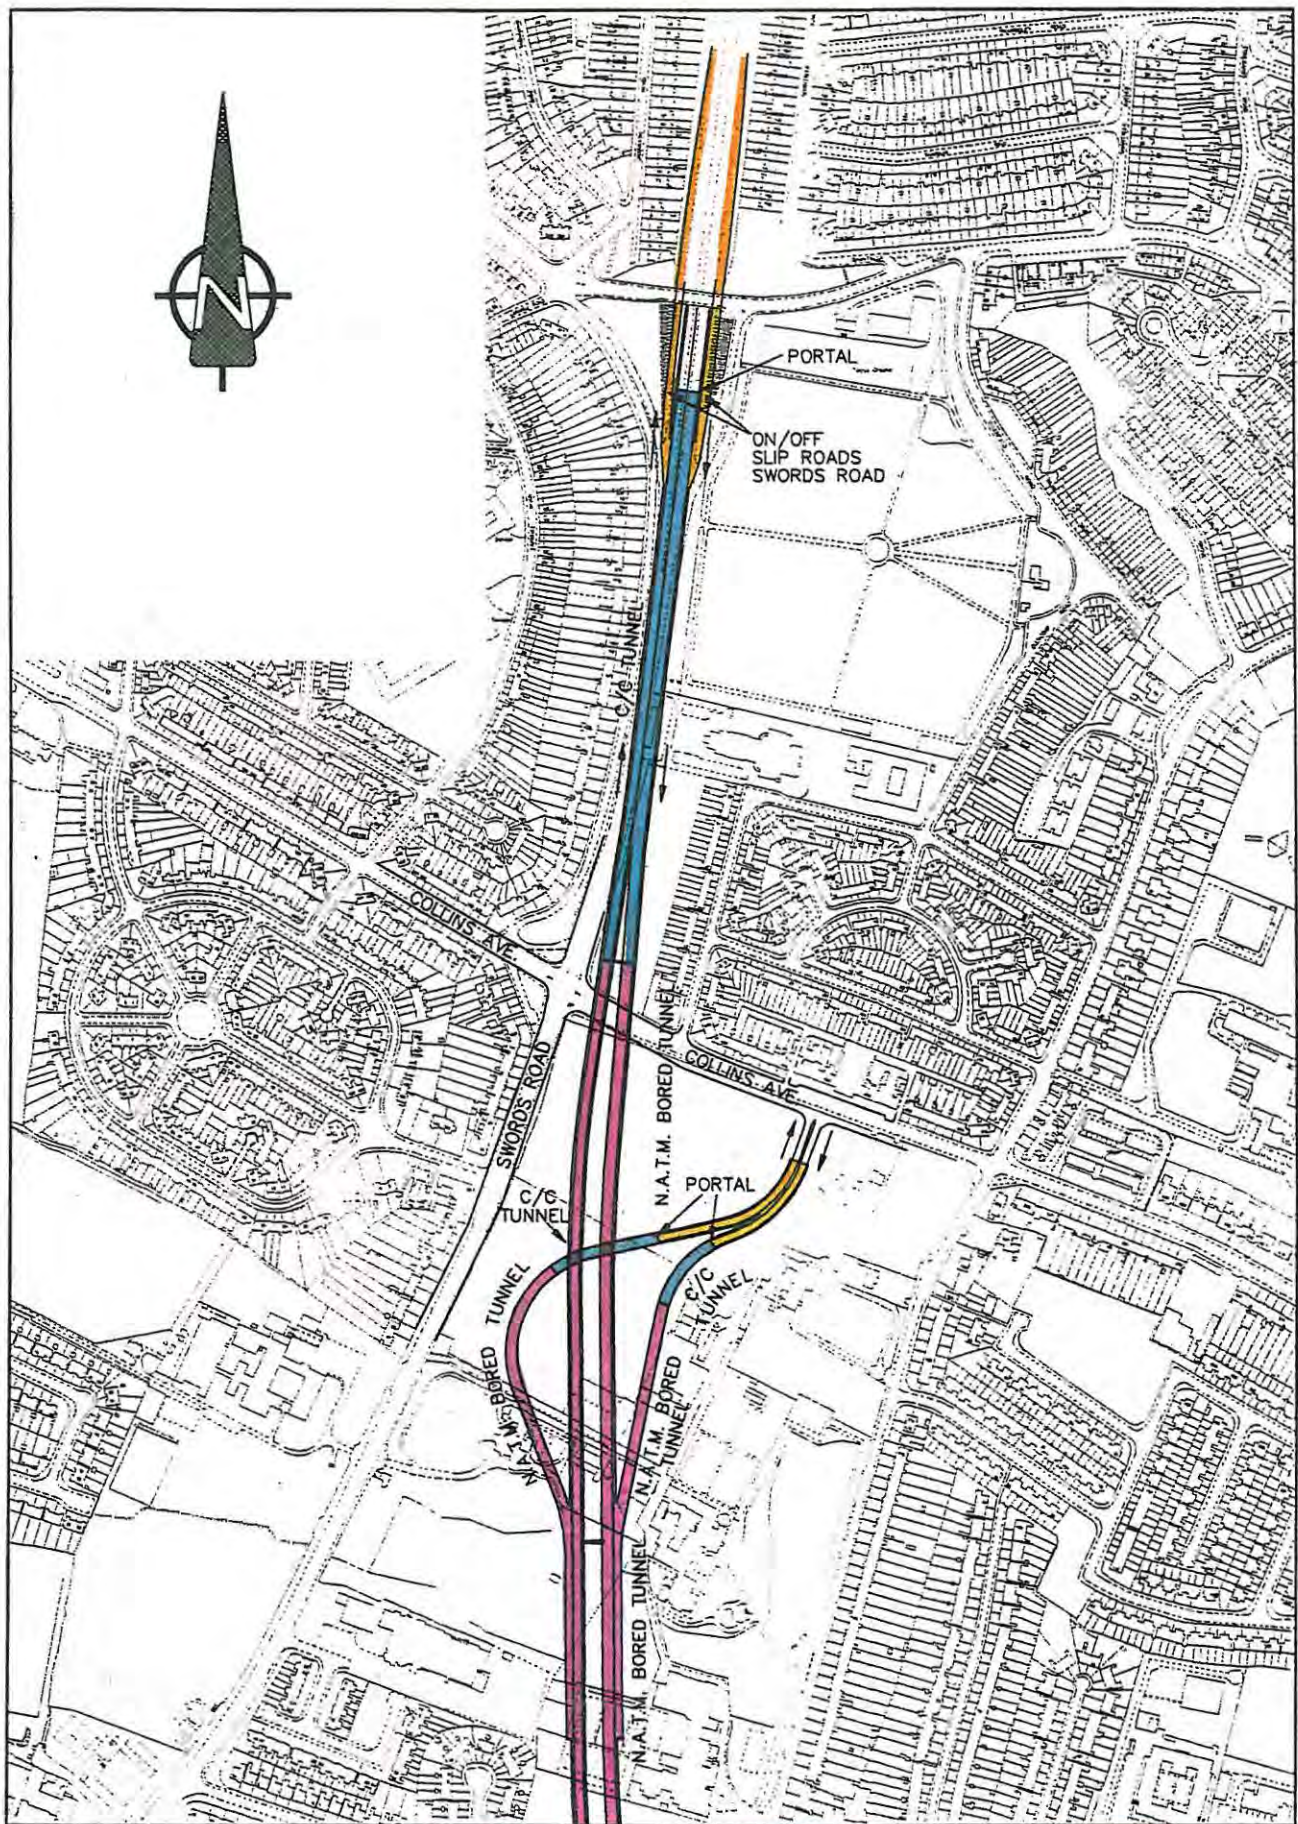 N
PORTAL
ON/OFF
SLIP ROADS
SWORDS ROAD
C/C TUNNEL
COLLINS AVE
N.A.T.M. BORED TUNNEL
COLLINS AVE
SWORDS ROAD
C/C
TUNNEL
PORTAL
C/C
TUNNEL
N.A.T.M. BORED TUNNEL
N.A.T.M. BORED
TUNNEL
N.A.T.M. BORED TUNNEL